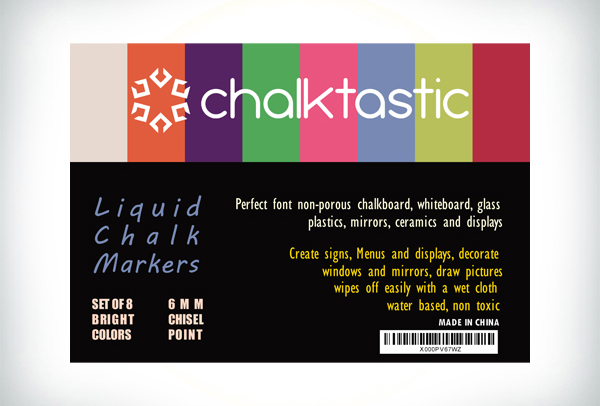 chalktastic
Liquid
Chalk
Markers
SET OF 8
BRIGHT
COLORS
6 MM
CHISEL
POINT
Perfect font non-porous chalkboard, whiteboard, glass
plastics, mirrors, ceramics and displays
Create signs, Menus and displays, decorate
windows and mirrors, draw pictures
wipes off easily with a wet cloth
water based, non toxic
MADE IN CHINA
X000PV67WZ